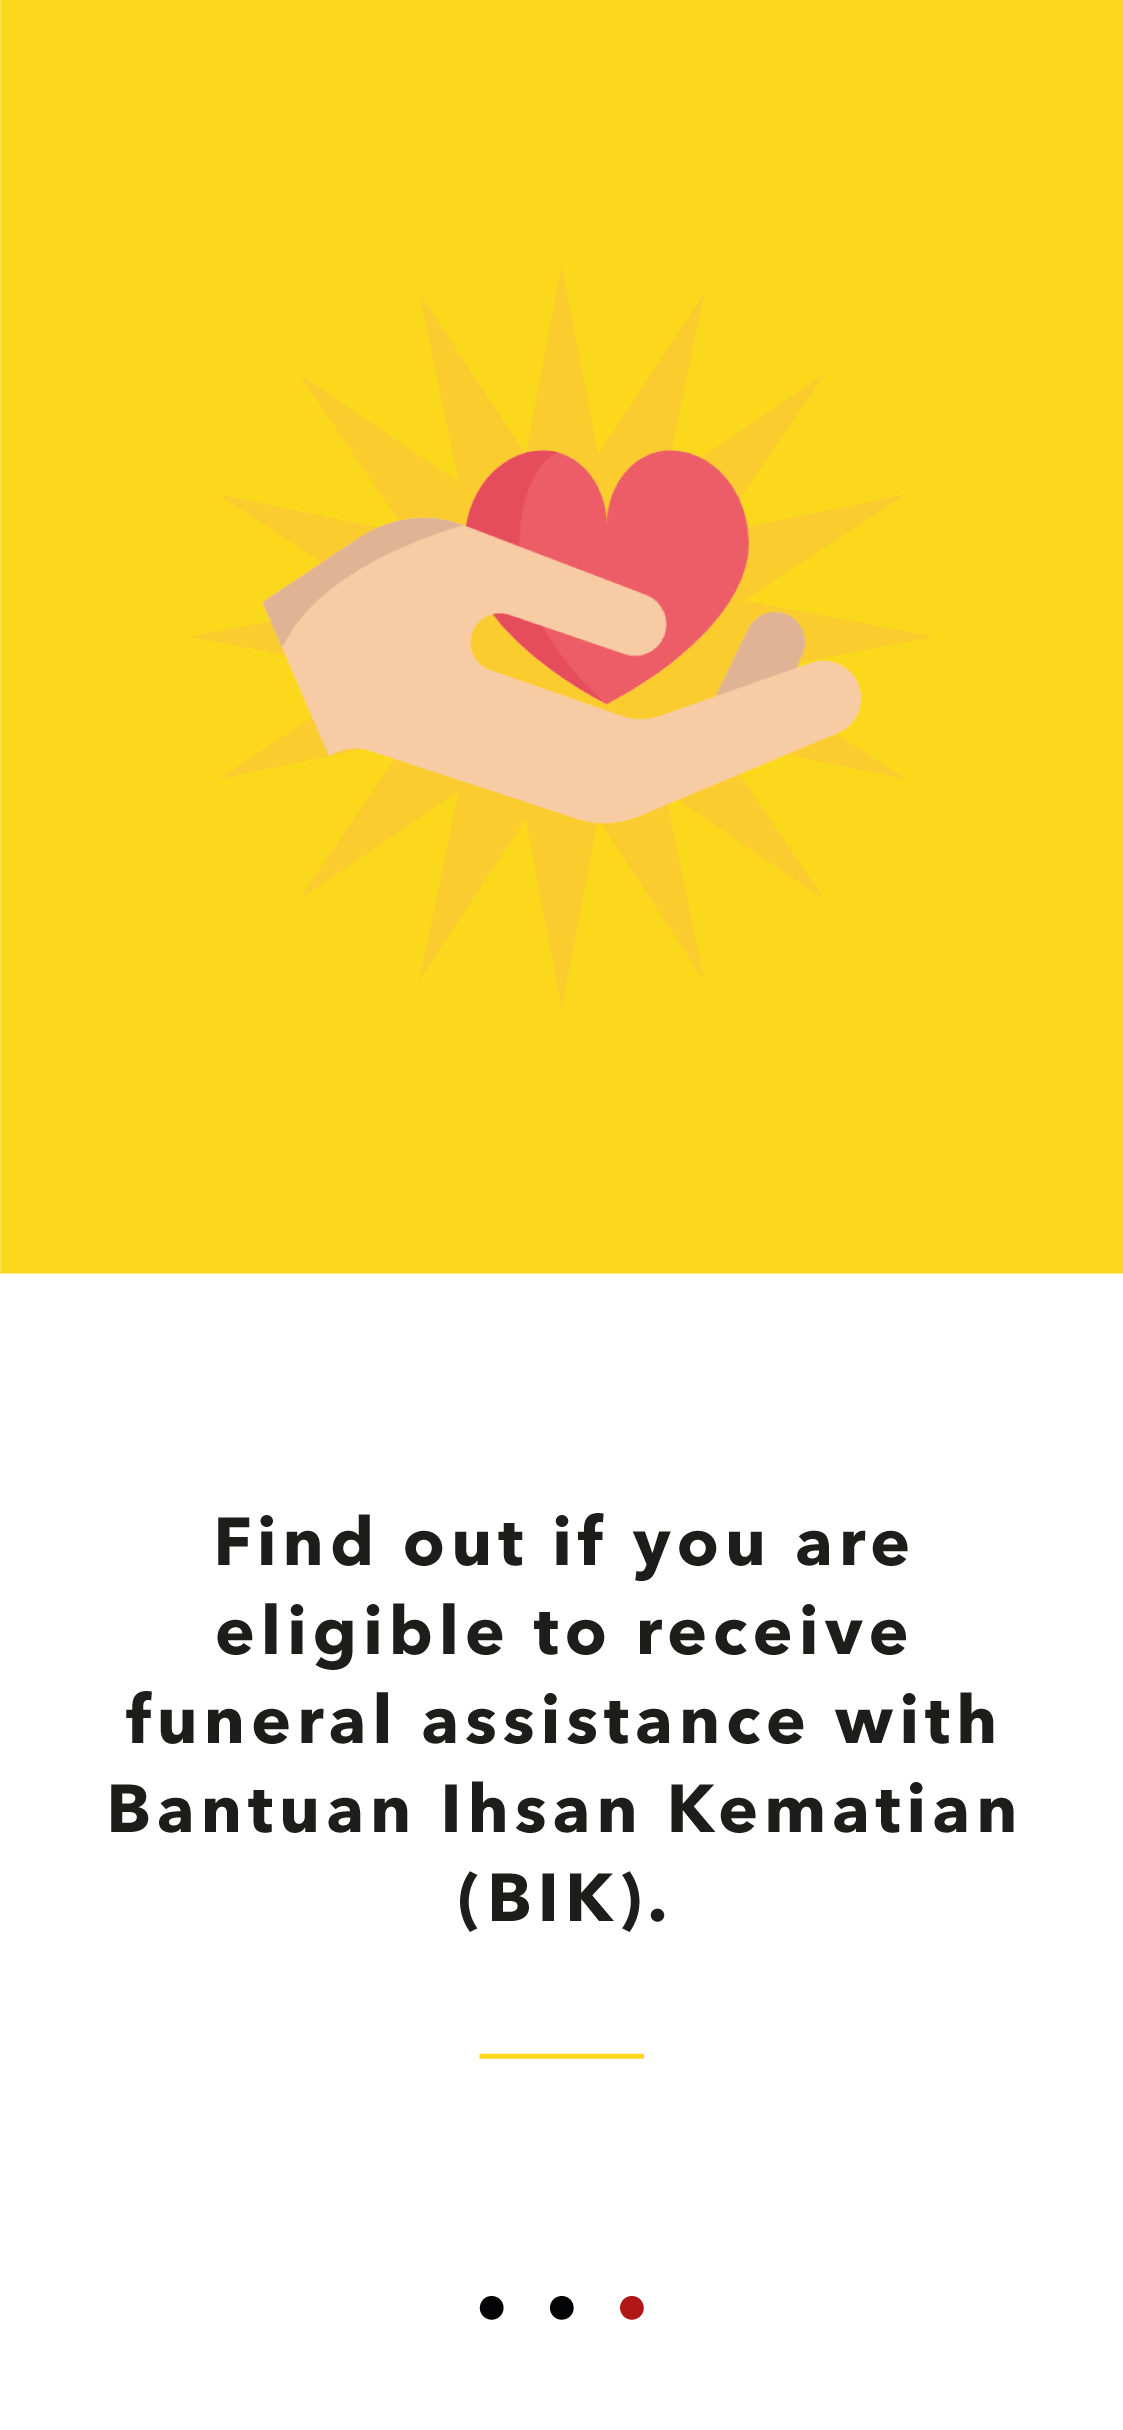 Find out if you are
eligible to receive
funeral assistance with
Bantuan Ihsan Kematian
(BIK).